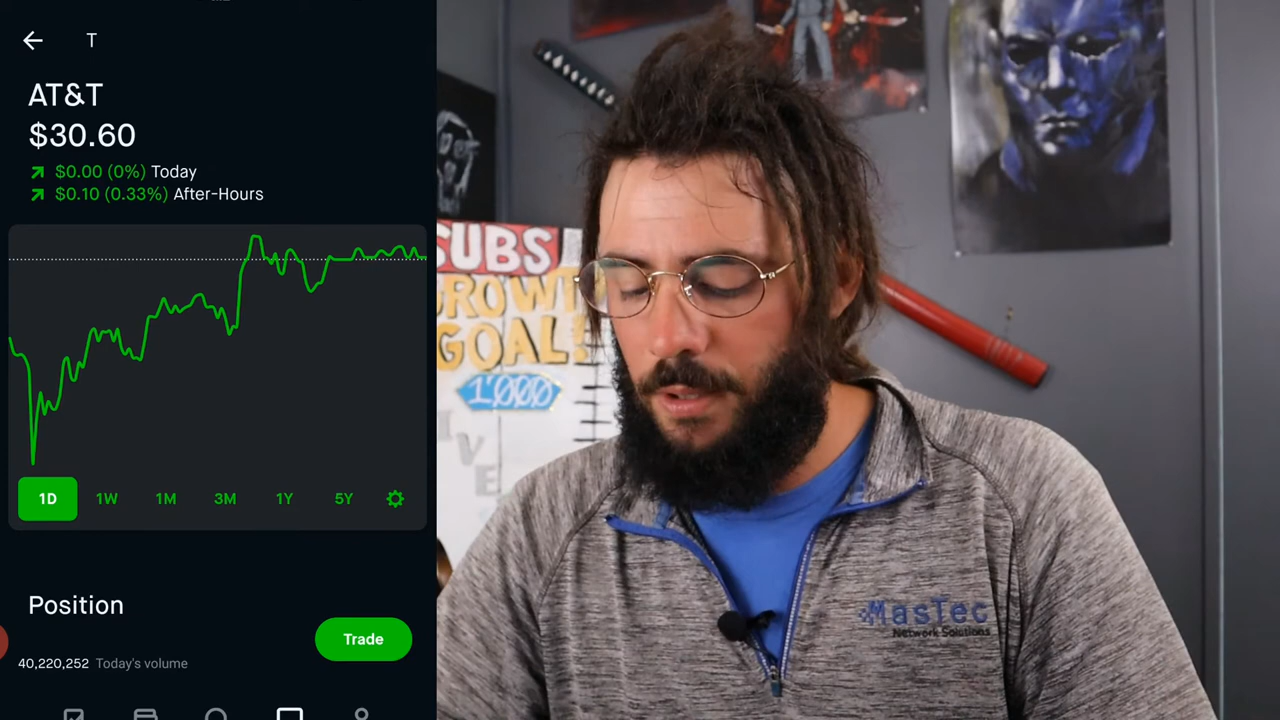 T
AT&T
$30.60
$0.00 (0%) Today
$0.10 (0.33%) After-Hours
1D 1W 1M 3M 1Y 5Y
Position
Trade
40,220,252 Today's volume
SUBS
GROWT
GOAL!
1'000
IVE
MasTec
Network Solutions